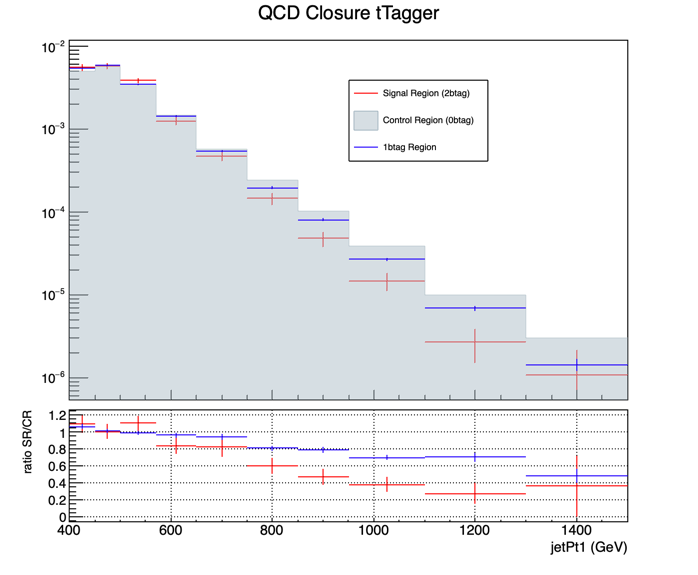 QCD Closure tTagger
10−2
10−3
10−4
10−5
10−6
Signal Region (2btag)
Control Region (0btag)
1btag Region
ratio SR/CR
1.2
1
0.8
0.6
0.4
0.2
0
400 600 800 1000 1200 1400
jetPt1 (GeV)